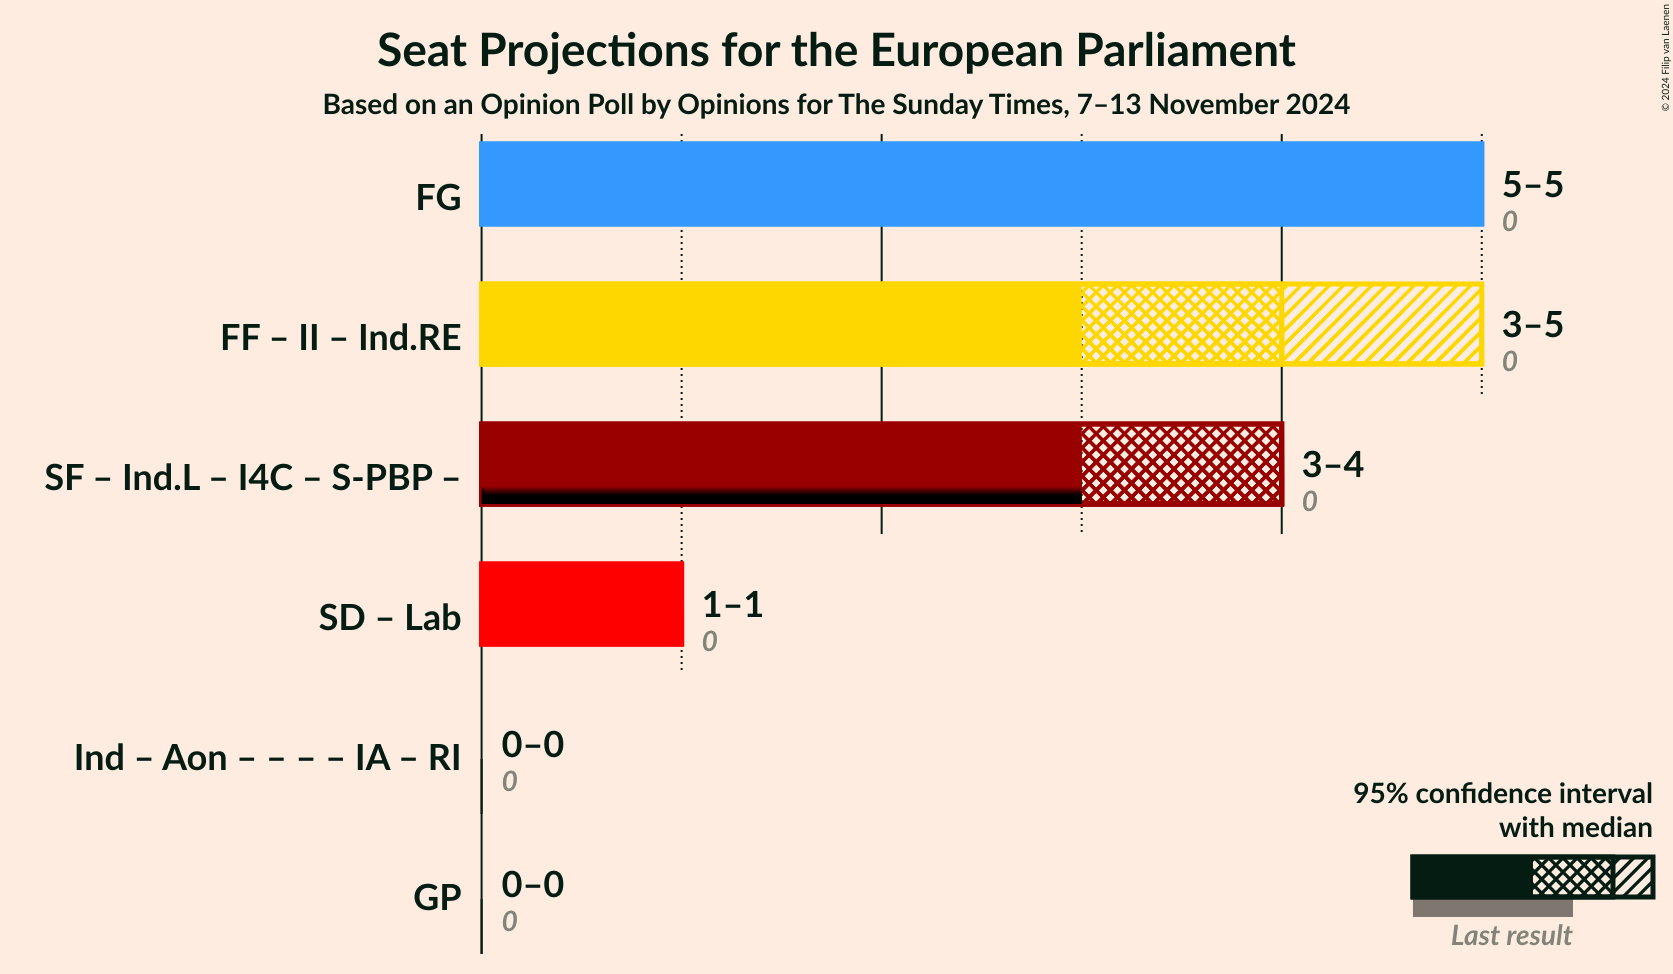 Seat Projections for the European Parliament
Based on an Opinion Poll by Opinions for The Sunday Times, 7–13 November 2024
© 2024 Filip van Laenen
FG
5–5
0
FF – II – Ind.RE
3–5
0
SF – Ind.L – I4C – S-PBP –
3–4
0
SD – Lab
1–1
0
Ind – Aon – – – – IA – RI
0–0
0
GP
0–0
0
95% confidence interval
with median
Last result